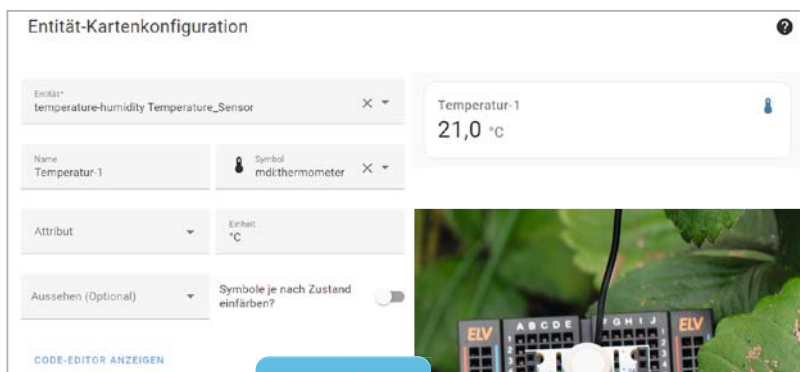 Entität-Kartenkonfiguration
Entität*
temperature-humidity Temperature_Sensor
Temperatur-1
21,0 °C
Name
Temperatur-1
Symbol
mdi:thermometer
Attribut
Einheit
°C
Aussehen (Optional)
Symbole je nach Zustand
einfärben?
CODE-EDITOR ANZEIGEN
ELV
A B C D E
F G H I J
ELV